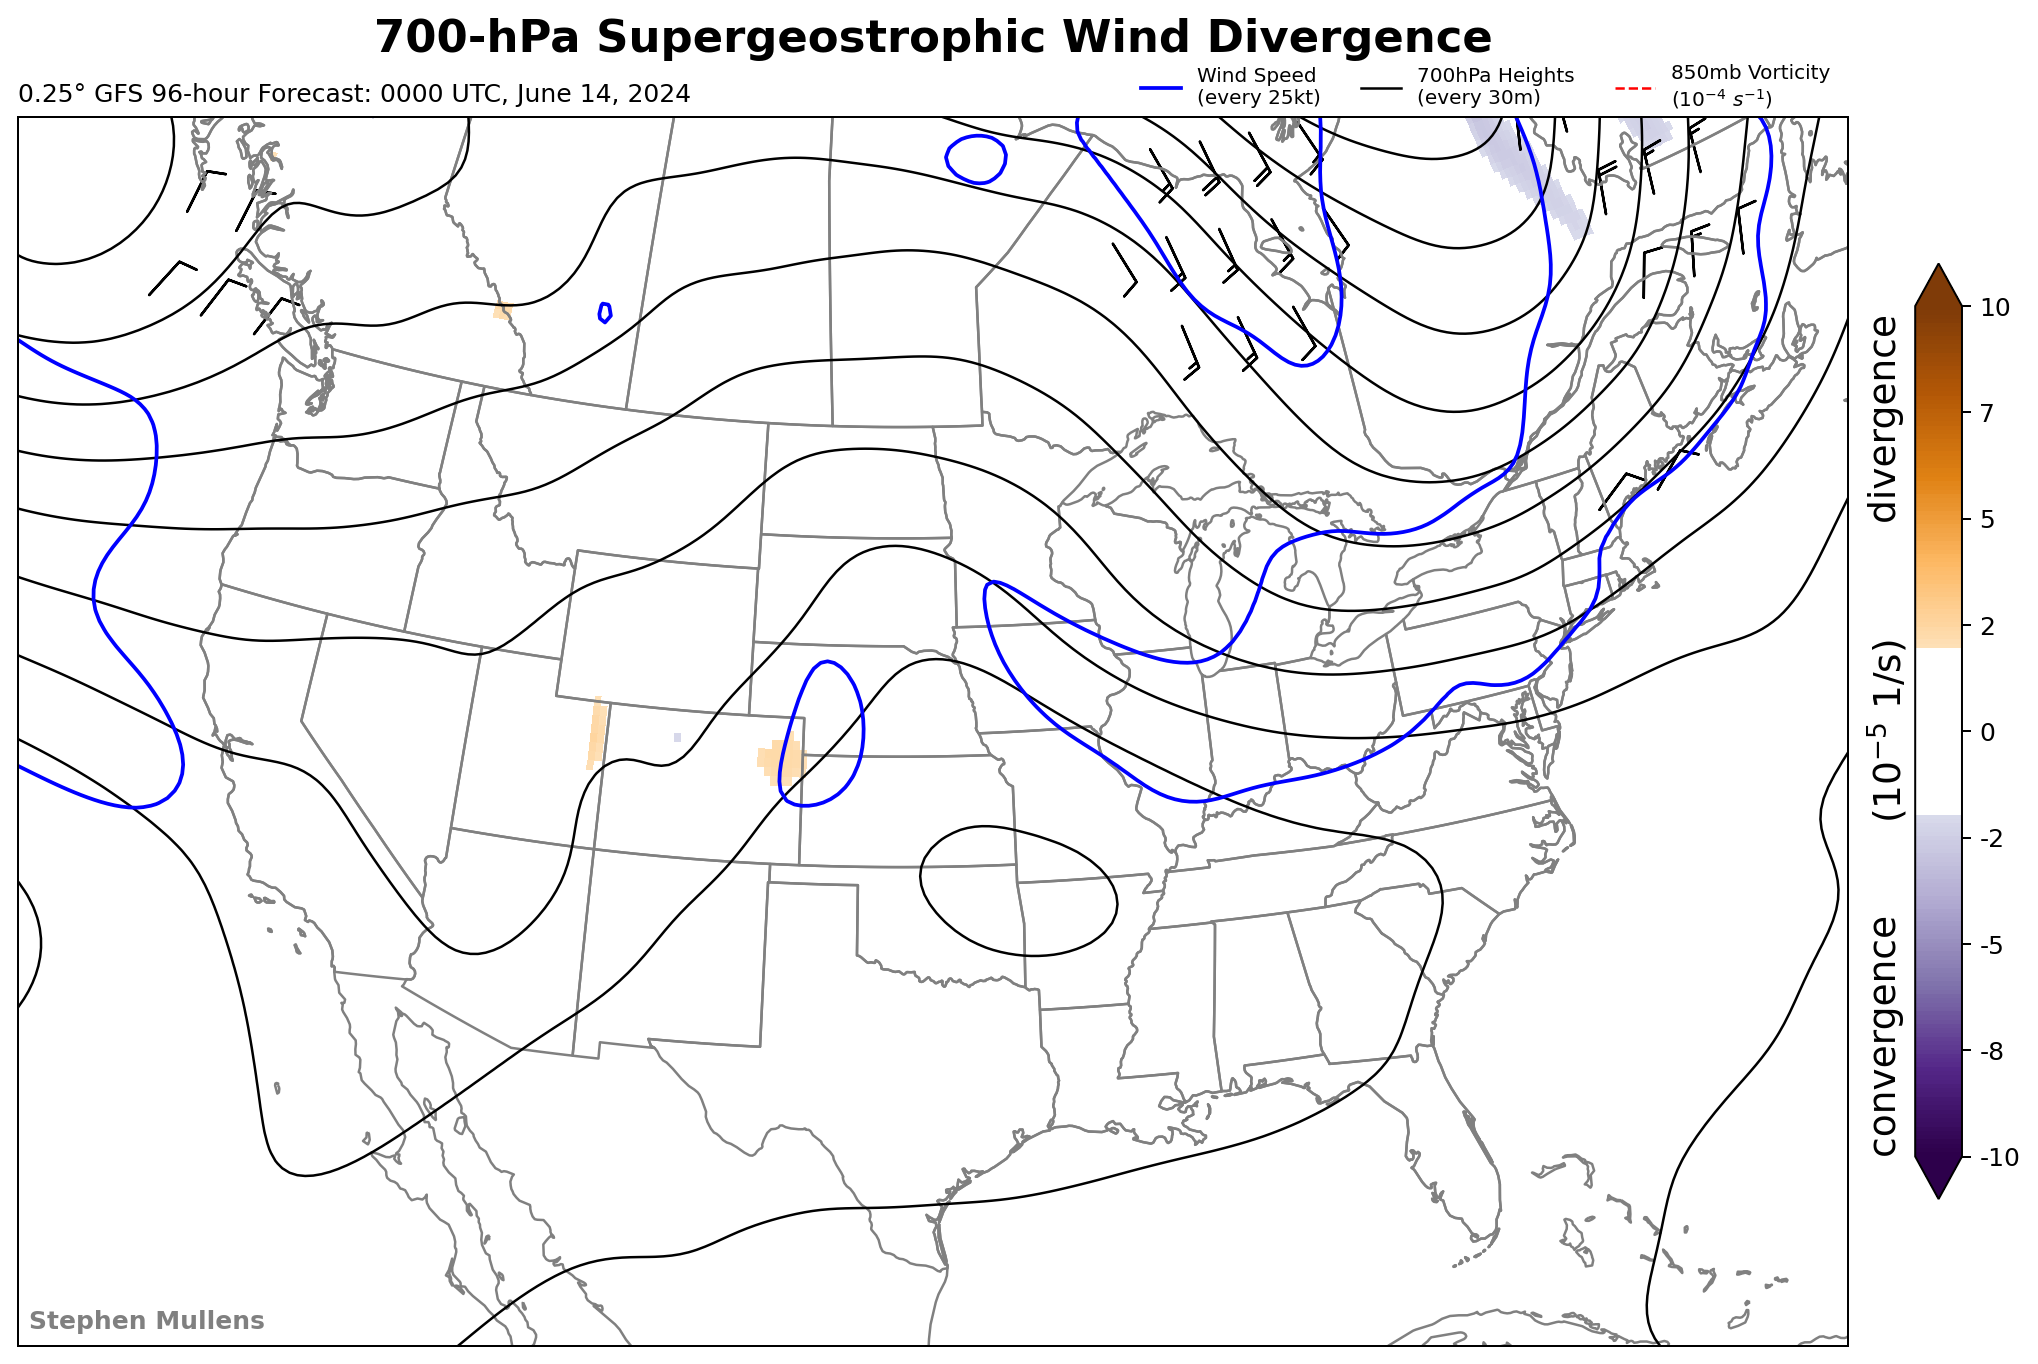 700-hPa Supergeostrophic Wind Divergence
0.25° GFS 96-hour Forecast: 0000 UTC, June 14, 2024
Wind Speed
(every 25kt)
700hPa Heights
(every 30m)
850mb Vorticity
(10⁻⁴ s⁻¹)
10
7
5
2
0
-2
-5
-8
-10
convergence (10⁻⁵ 1/s) divergence
Stephen Mullens